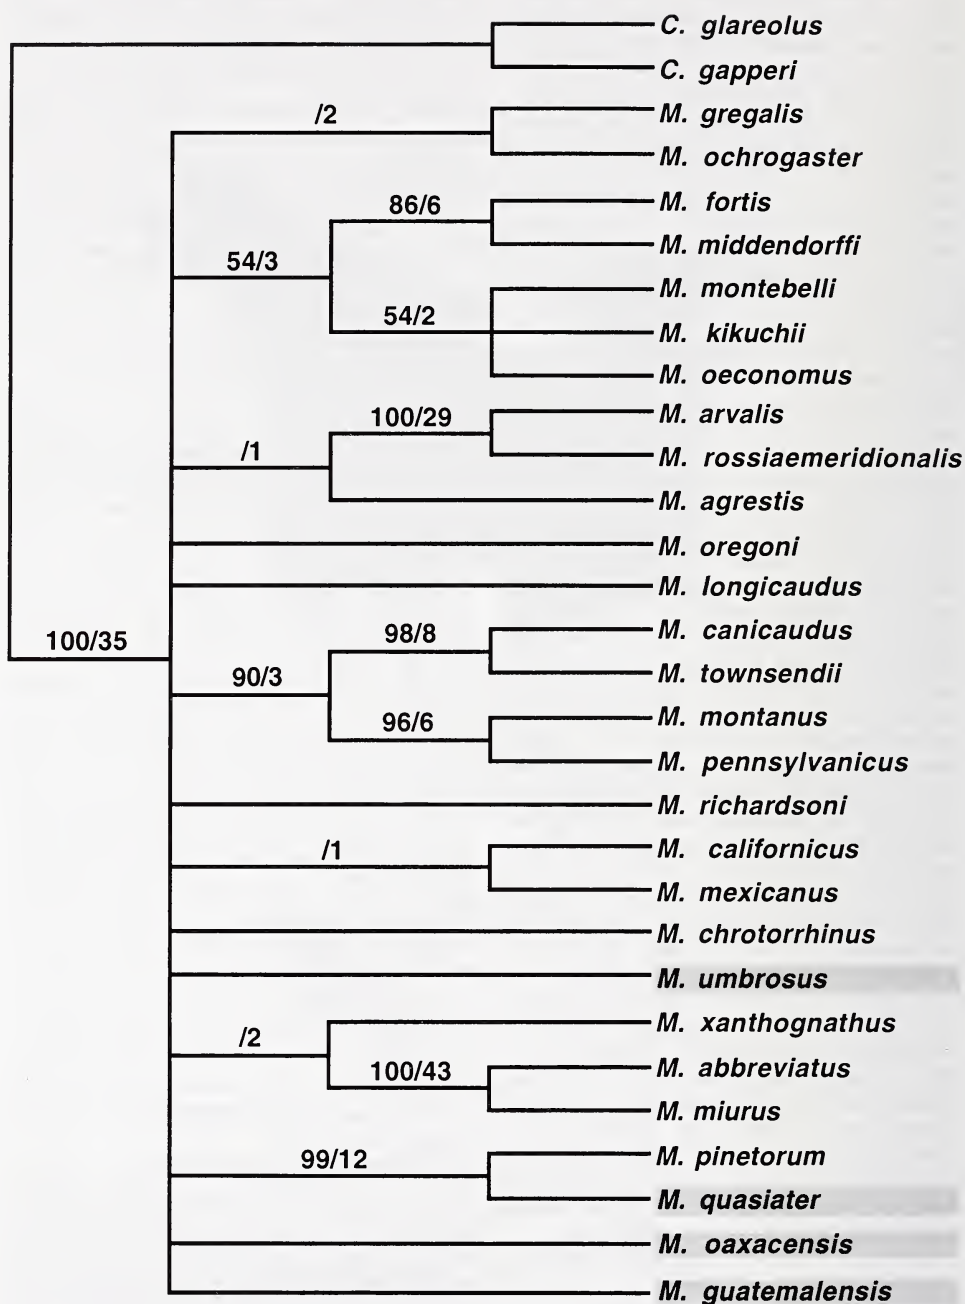 C. glareolus
C. gapperi
/2
M. gregalis
M. ochrogaster
86/6
M. fortis
M. middendorffi
54/3
M. montebelli
54/2
M. kikuchii
M. oeconomus
100/29
M. arvalis
/1
M. rossiaemeridionalis
M. agrestis
M. oregoni
M. longicaudus
100/35
98/8
M. canicaudus
M. townsendii
90/3
96/6
M. montanus
M. pennsylvanicus
M. richardsoni
/1
M. californicus
M. mexicanus
M. chrotorrhinus
M. umbrosus
/2
M. xanthognathus
100/43
M. abbreviatus
M. miurus
99/12
M. pinetorum
M. quasiater
M. oaxacensis
M. guatemalensis